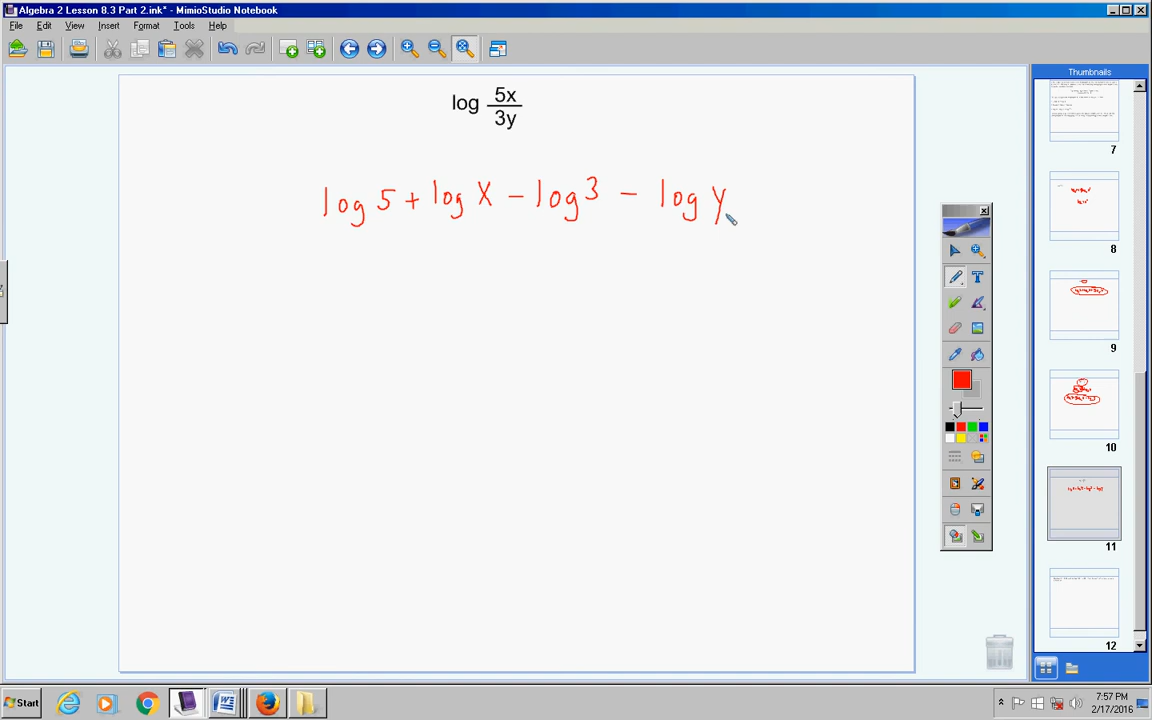 Algebra 2 Lesson 8.3 Part 2.ink* - MimioStudio Notebook
File Edit View Insert Format Tools Help
log 5x/3y
log 5 + log x - log 3 - log y
Thumbnails
7
8
9
10
11
12
Start
7:57 PM
2/17/2016